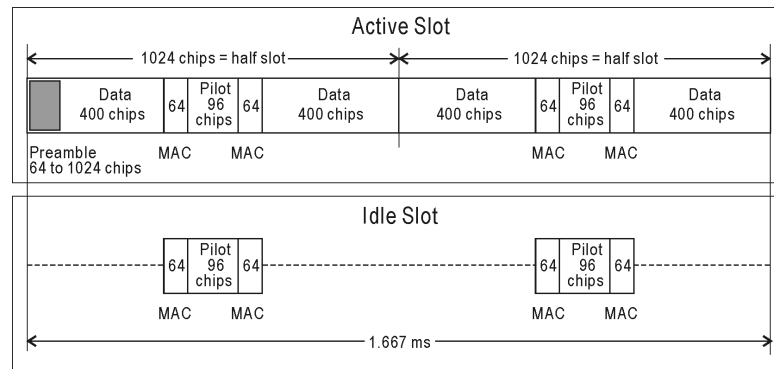 Active Slot
1024 chips = half slot
1024 chips = half slot
Data
400 chips
64
Pilot
96
chips
64
Data
400 chips
Data
400 chips
64
Pilot
96
chips
64
Data
400 chips
Preamble
64 to 1024 chips
MAC
MAC
MAC
MAC
Idle Slot
64
Pilot
96
chips
64
64
Pilot
96
chips
64
MAC
MAC
MAC
MAC
1.667 ms